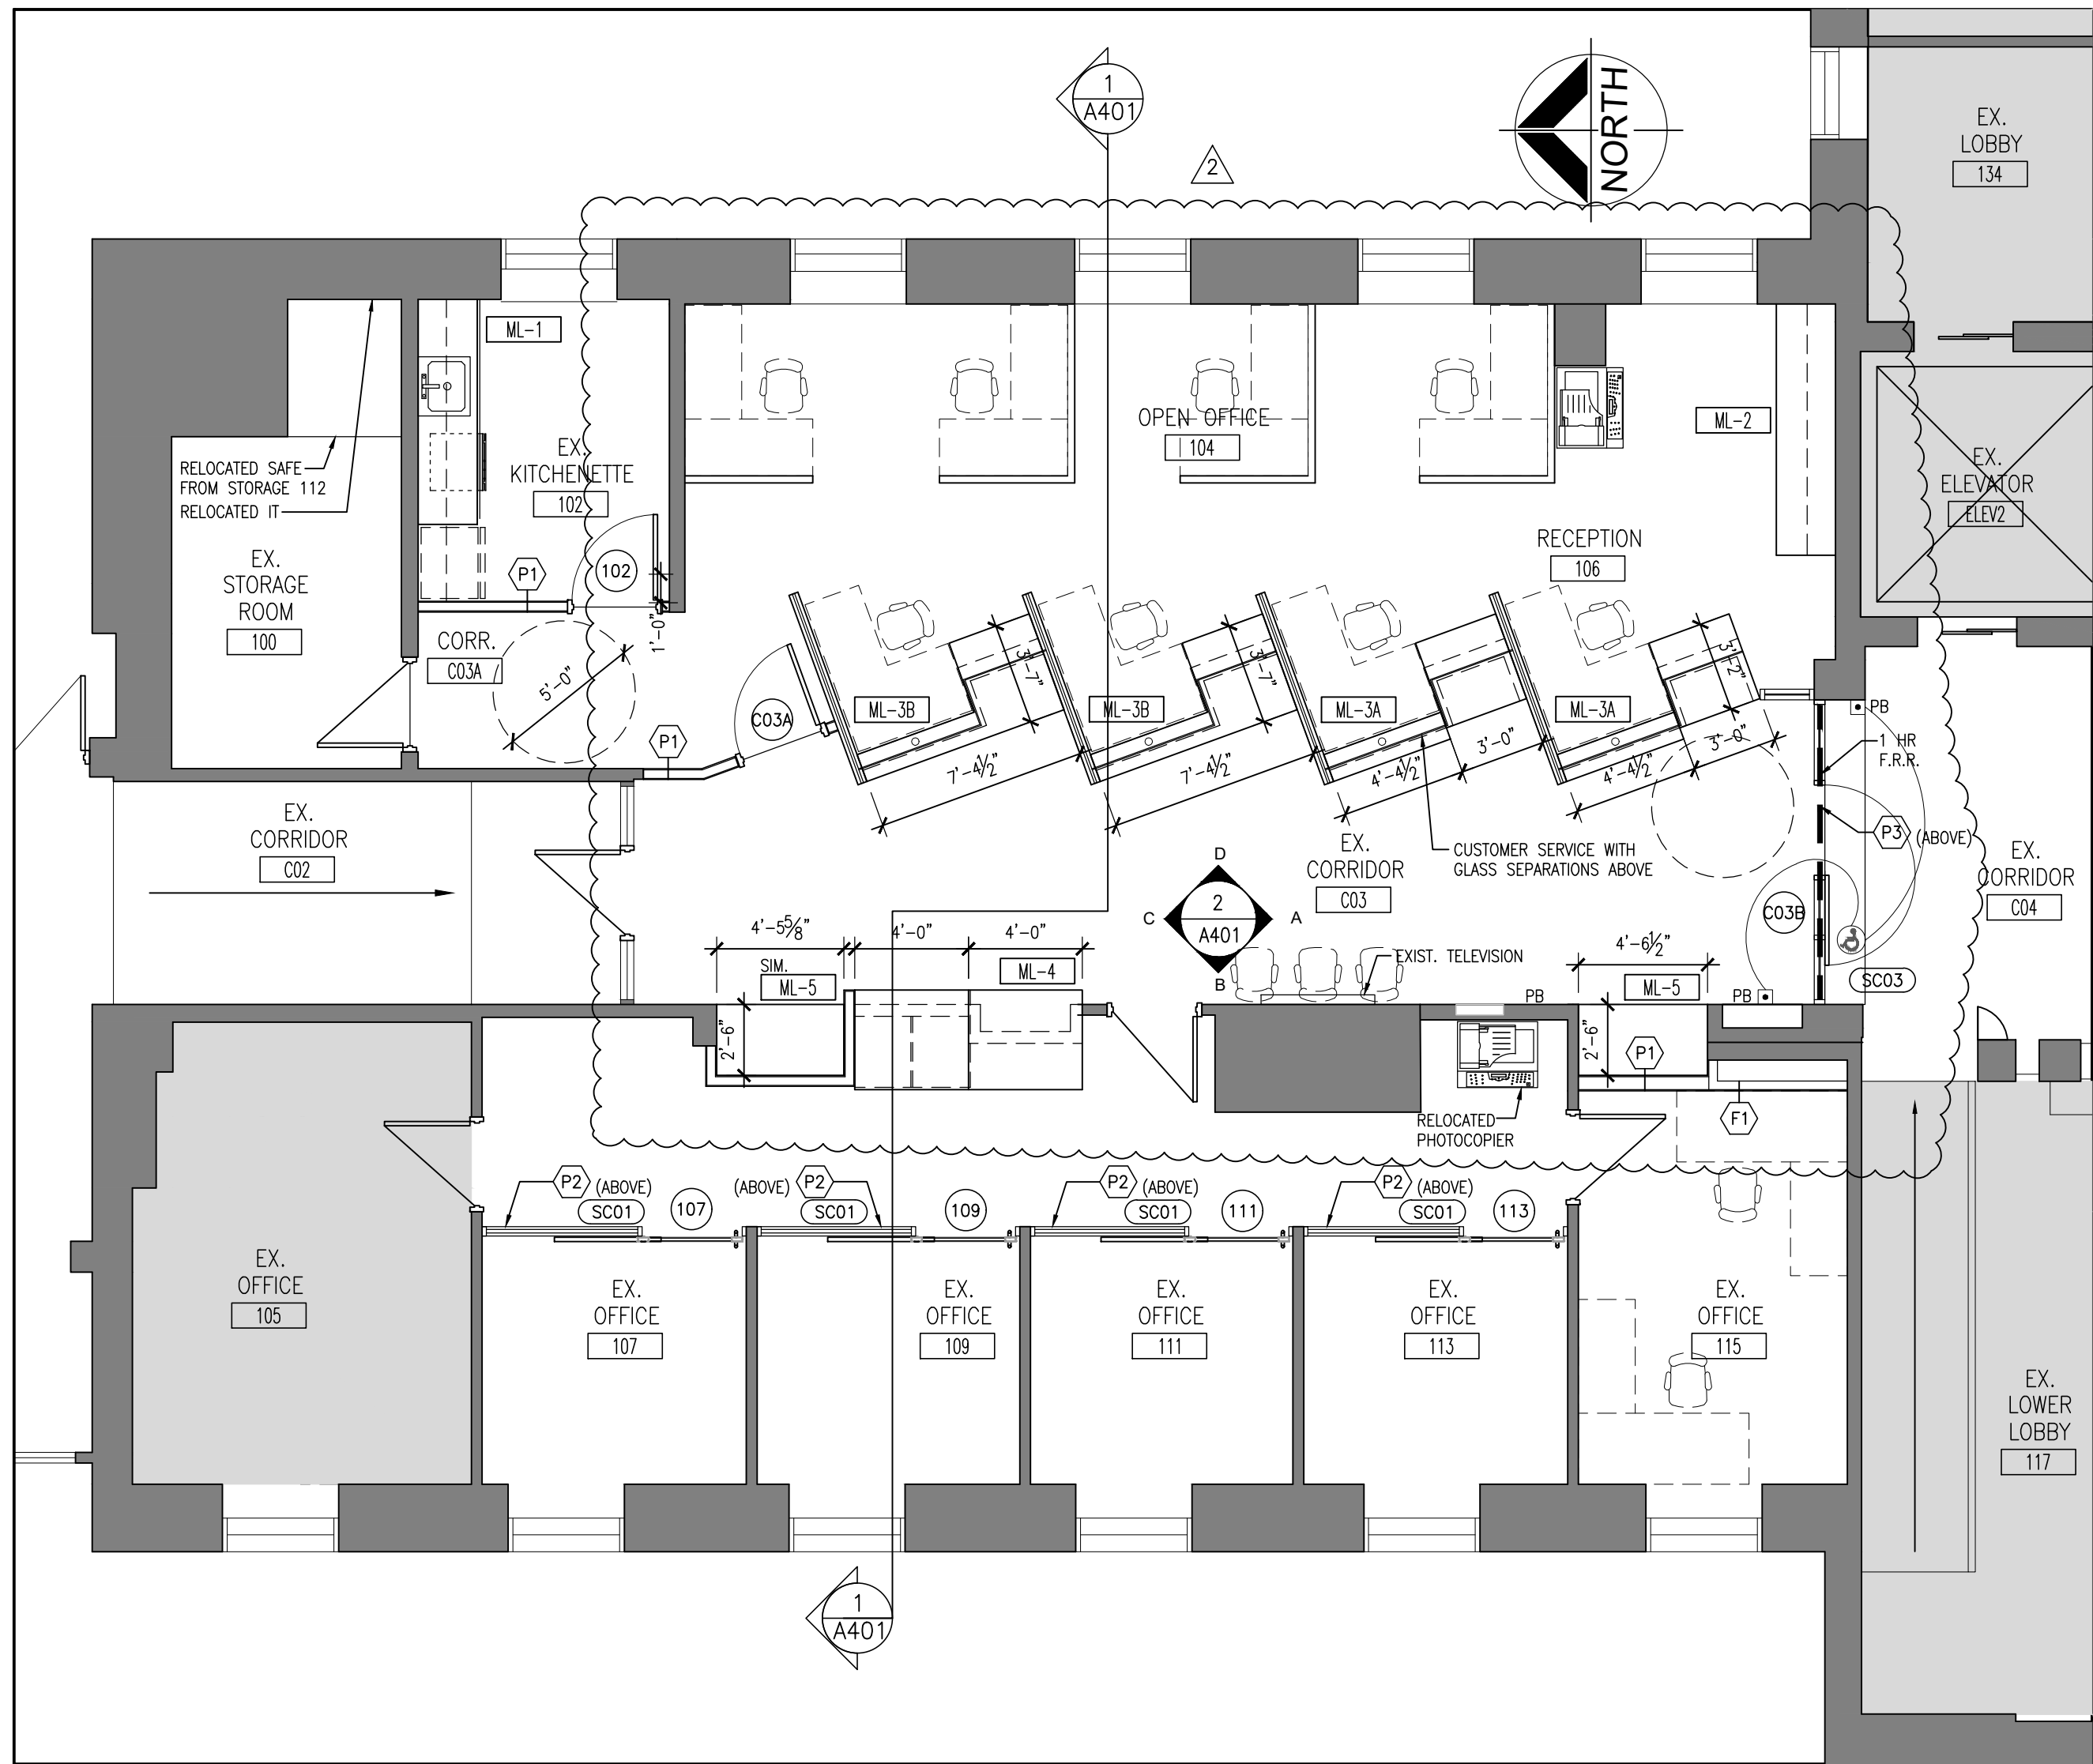 1
A401
2
NORTH
EX.
LOBBY
134
ML-1
OPEN OFFICE
104
ML-2
EX.
KITCHENETTE
102
RELOCATED SAFE
FROM STORAGE 112
RELOCATED IT
EX.
ELEVATOR
ELEV2
RECEPTION
106
EX.
STORAGE
ROOM
100
P1
102
1'-0"
CORR.
C03A
5'-0"
P1
C03A
ML-3B
3'-7"
ML-3B
3'-7"
ML-3A
ML-3A
3'-2"
7'-4½"
7'-4½"
4'-4½"
3'-0"
4'-4½"
3'-0"
PB
1 HR
F.R.R.
P3
(ABOVE)
EX.
CORRIDOR
C02
CUSTOMER SERVICE WITH
GLASS SEPARATIONS ABOVE
EX.
CORRIDOR
C03
EX.
CORRIDOR
C04
C03B
D
C
2
A401
A
B
EXIST. TELEVISION
4'-5⅝"
4'-0"
4'-0"
SIM.
ML-5
ML-4
2'-6"
4'-6½"
ML-5
PB
PB
SC03
2'-6"
P1
F1
RELOCATED
PHOTOCOPIER
P2
(ABOVE)
SC01
107
(ABOVE)
P2
SC01
109
P2
(ABOVE)
SC01
111
P2
(ABOVE)
SC01
113
EX.
OFFICE
105
EX.
OFFICE
107
EX.
OFFICE
109
EX.
OFFICE
111
EX.
OFFICE
113
EX.
OFFICE
115
EX.
LOWER
LOBBY
117
1
A401